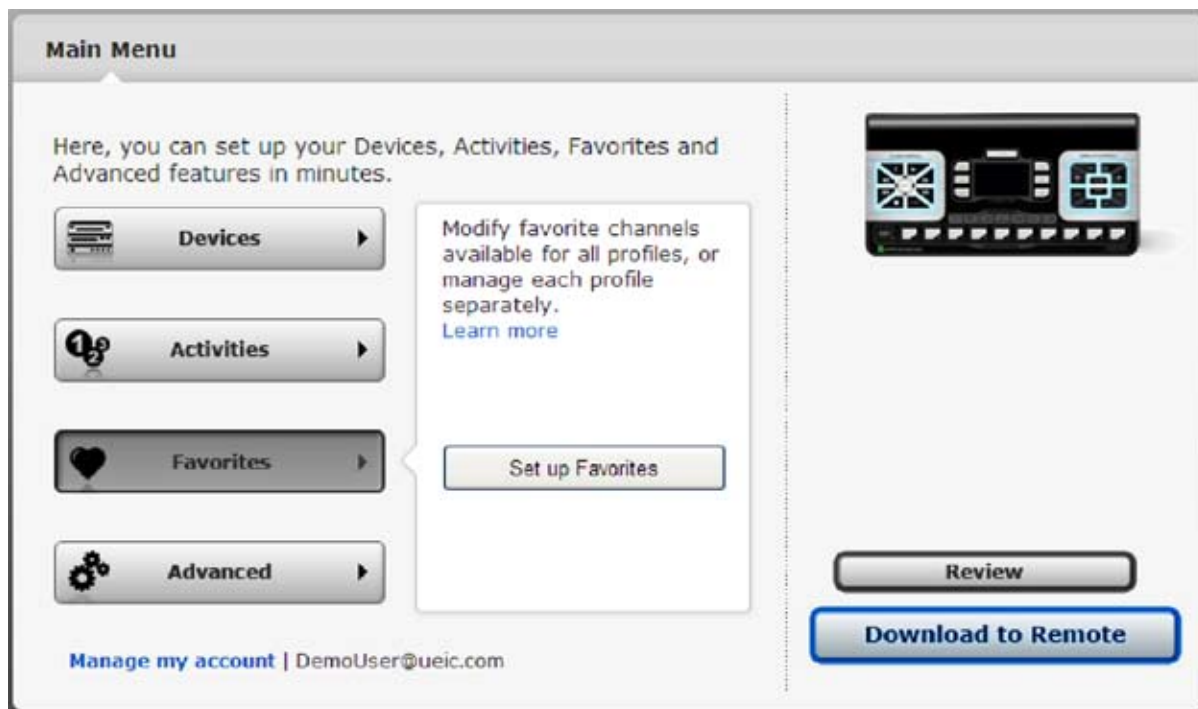 Main Menu
Here, you can set up your Devices, Activities, Favorites and
Advanced features in minutes.
Devices
Activities
Favorites
Advanced
Modify favorite channels
available for all profiles, or
manage each profile
separately.
Learn more
Set up Favorites
Manage my account | DemoUser@ueic.com
Review
Download to Remote